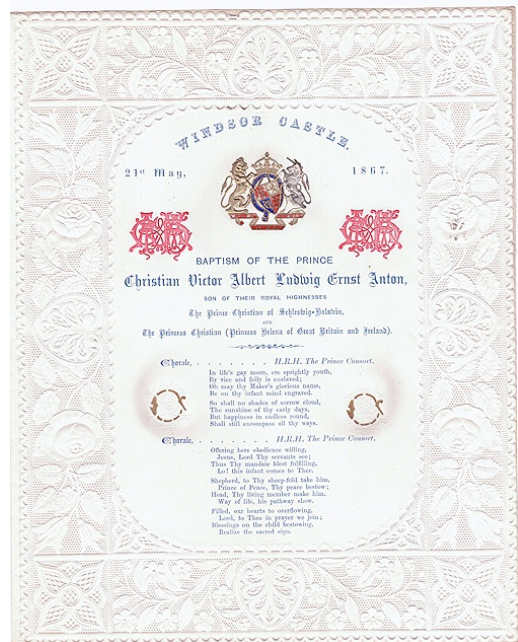 WINDSOR CASTLE.
21st May,
1867.
BAPTISM OF THE PRINCE
Christian Victor Albert Ludwig Ernst Anton,
SON OF THEIR ROYAL HIGHNESSES
The Prince Christian of Schleswig-Holstein,
AND
The Princess Christian (Princess Helena of Great Britain and Ireland).
Chorale, . . . . . . . . H.R.H. The Prince Consort.
In life's gay morn, ere sprightly youth,
By vice and folly is enslaved;
Oh may thy Maker's glorious name,
Be on thy infant mind engraved.
So shall no shades of sorrow cloud,
The sunshine of thy early days,
But happiness in endless round,
Shall still encompass all thy ways.
Chorale, . . . . . . . . H.R.H. The Prince Consort.
Offering here obedience willing,
Jesus, Lord Thy servants see;
Thus Thy mandate blest fulfilling,
Lo! this infant comes to Thee.
Shepherd, to Thy sheep-fold take him,
Prince of Peace, Thy peace bestow;
Head, Thy living member make him,
Way of life, his pathway show.
Filled, our hearts to overflowing,
Lord, to Thee in prayer we join;
Blessings on the child bestowing,
Realize the sacred sign.